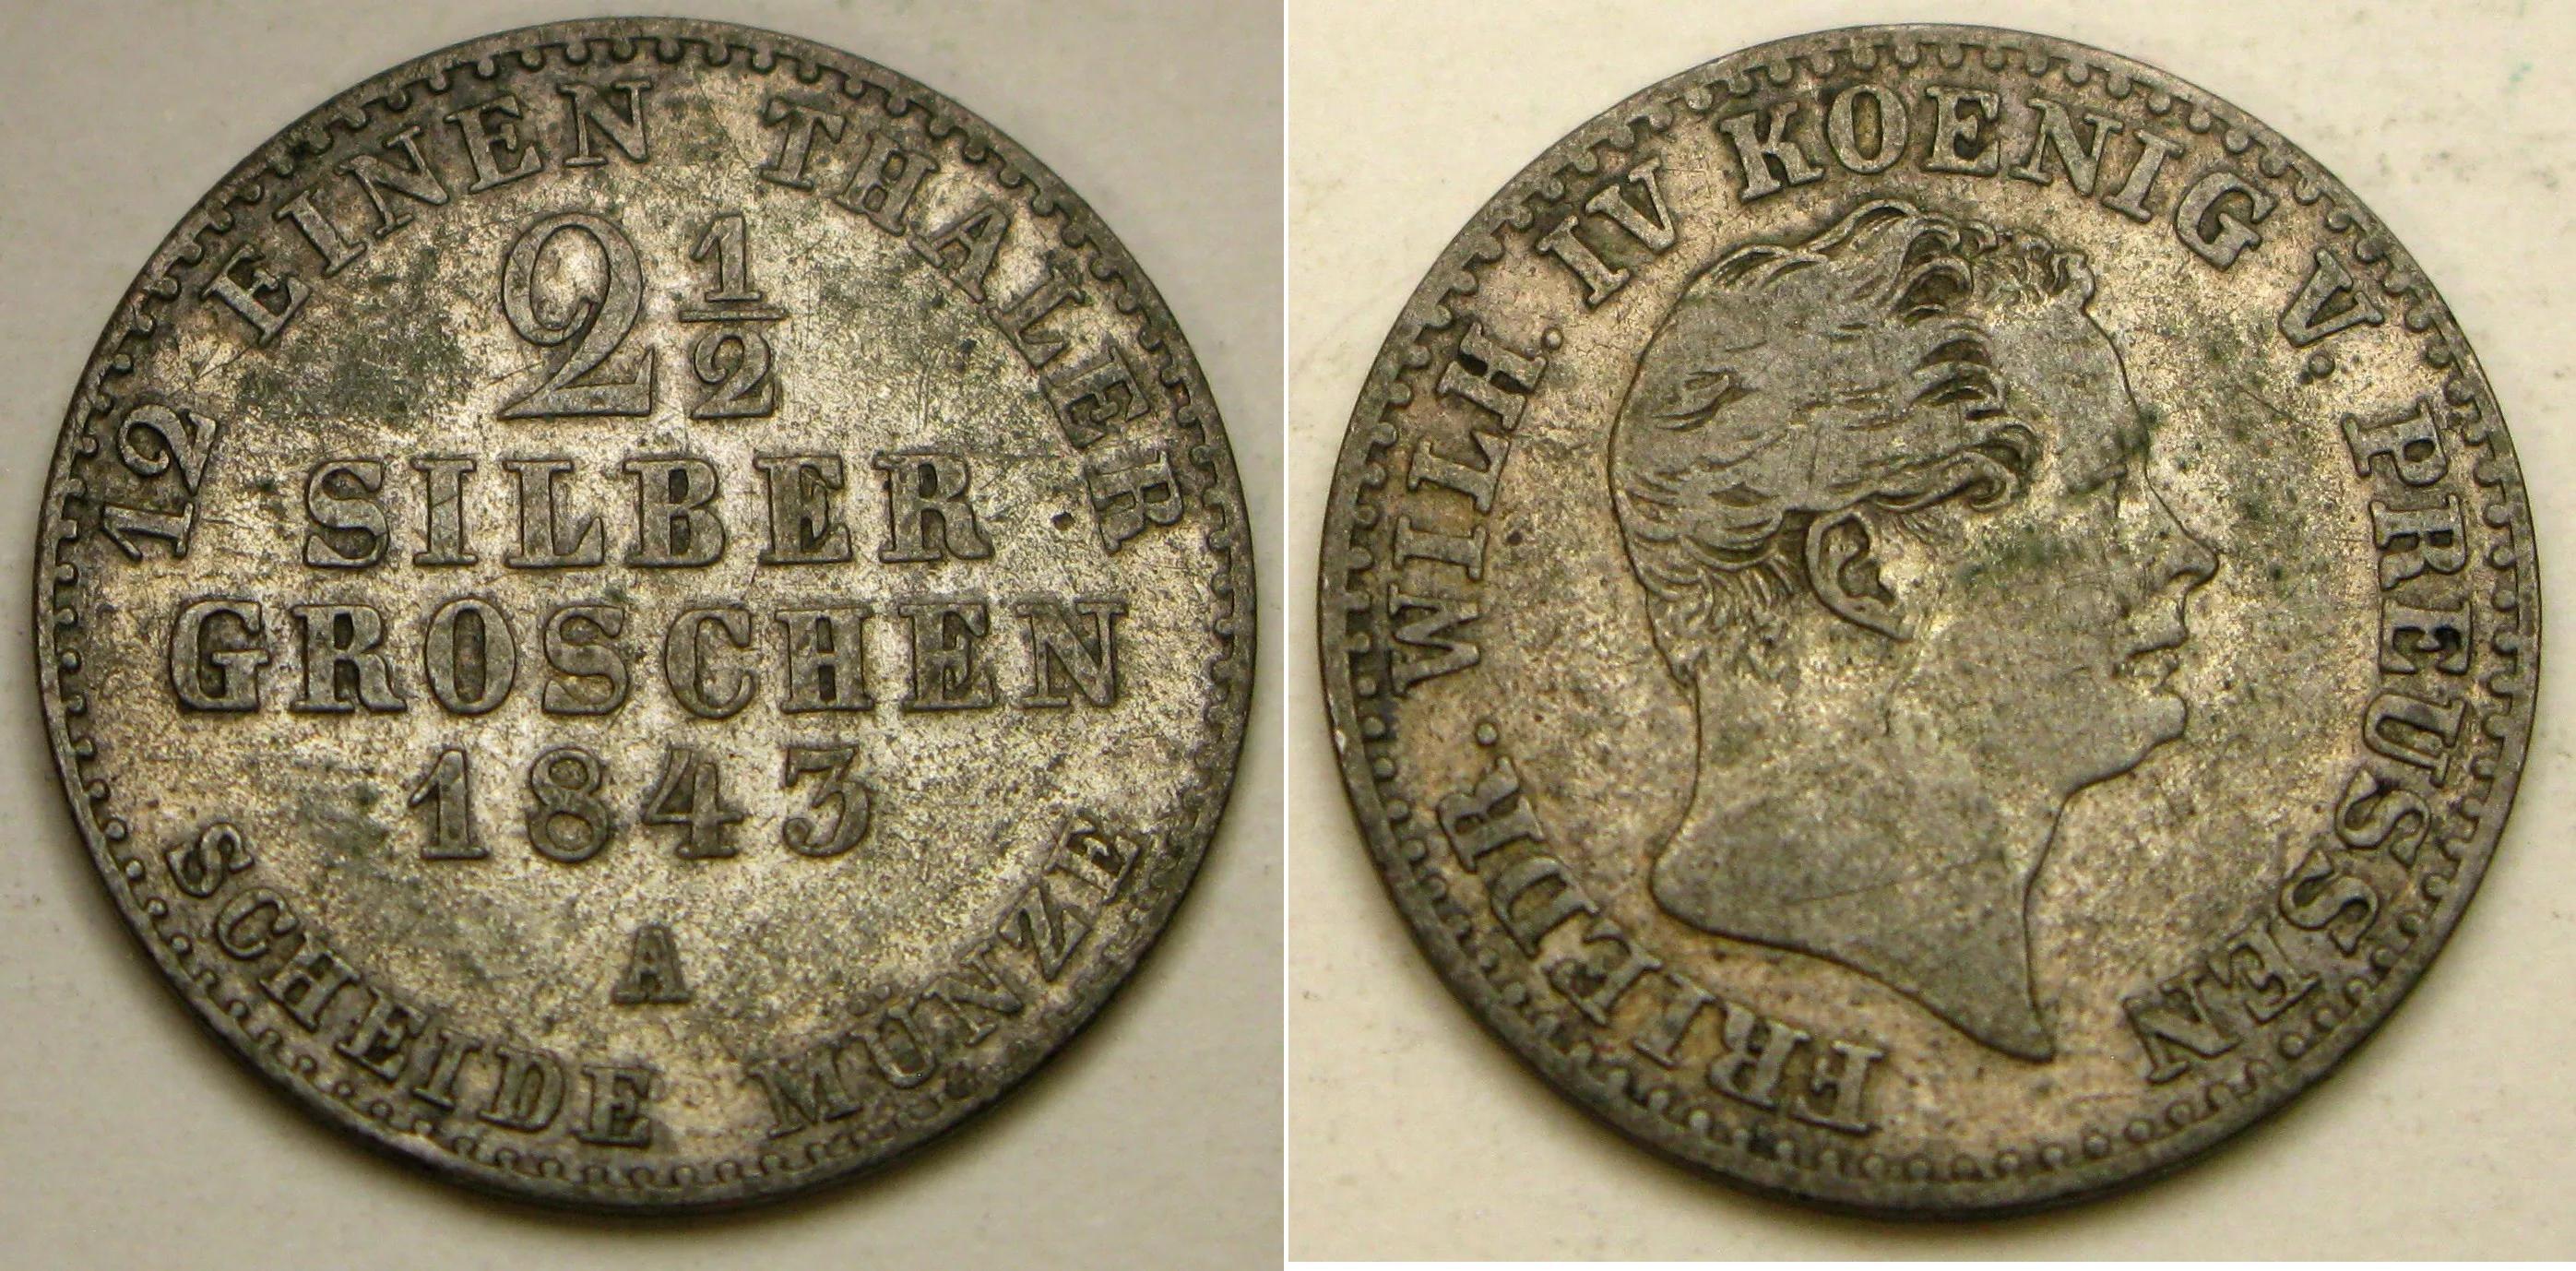 12 EINEN THALER
2 1/2
SILBER
GROSCHEN
1843
A
SCHEIDE MÜNZE
FRIEDR. WILH. IV KOENIG V. PREUSSEN